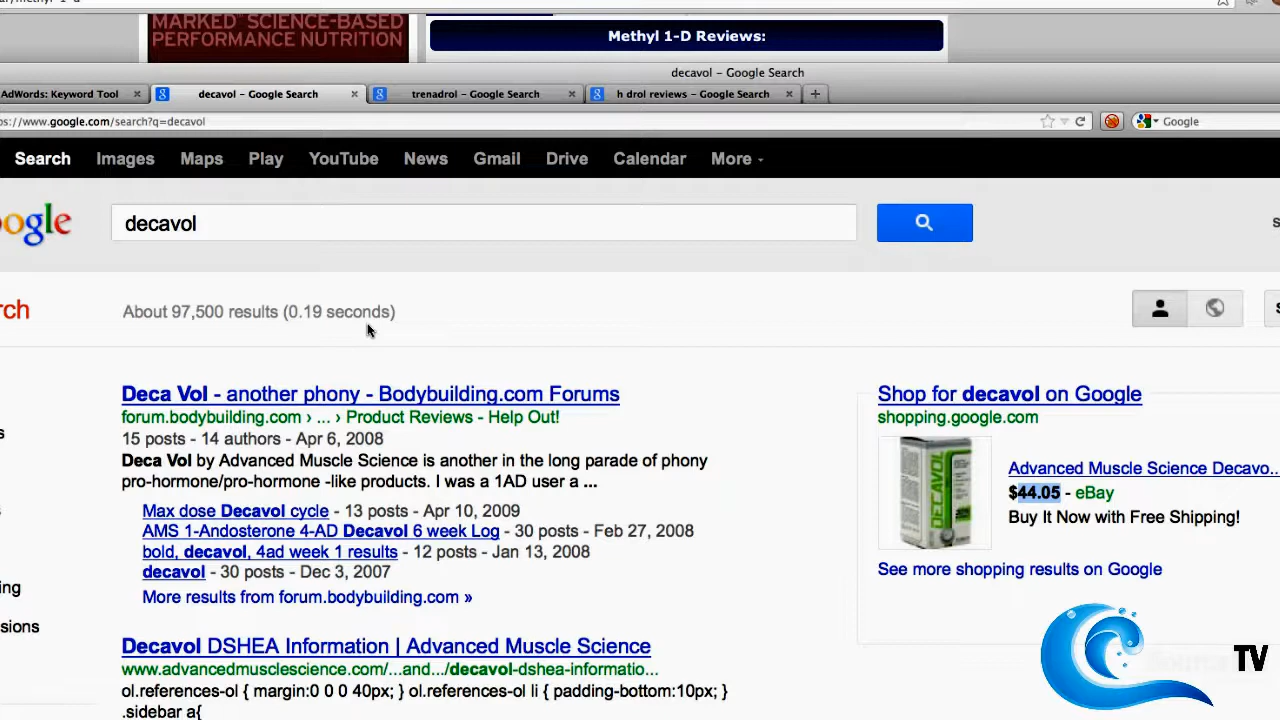 MARKED SCIENCE-BASED
PERFORMANCE NUTRITION
Methyl 1-D Reviews:
decavol – Google Search
AdWords: Keyword Tool
decavol – Google Search
trenadrol – Google Search
h drol reviews – Google Search
ps://www.google.com/search?q=decavol
Google
Search Images Maps Play YouTube News Gmail Drive Calendar More
oogle
decavol
rch
About 97,500 results (0.19 seconds)
Deca Vol - another phony - Bodybuilding.com Forums
forum.bodybuilding.com › ... › Product Reviews - Help Out!
15 posts - 14 authors - Apr 6, 2008
Deca Vol by Advanced Muscle Science is another in the long parade of phony
pro-hormone/pro-hormone -like products. I was a 1AD user a ...
Max dose Decavol cycle - 13 posts - Apr 10, 2009
AMS 1-Andosterone 4-AD Decavol 6 week Log - 30 posts - Feb 27, 2008
bold, decavol, 4ad week 1 results - 12 posts - Jan 13, 2008
decavol - 30 posts - Dec 3, 2007
More results from forum.bodybuilding.com »
Decavol DSHEA Information | Advanced Muscle Science
www.advancedmusclescience.com/...and.../decavol-dshea-informatio...
ol.references-ol { margin:0 0 0 40px; } ol.references-ol li { padding-bottom:10px; }
.sidebar a{
ing
sions
Shop for decavol on Google
shopping.google.com
DECAVOL
Advanced Muscle Science Decavo...
$44.05 - eBay
Buy It Now with Free Shipping!
See more shopping results on Google
TV